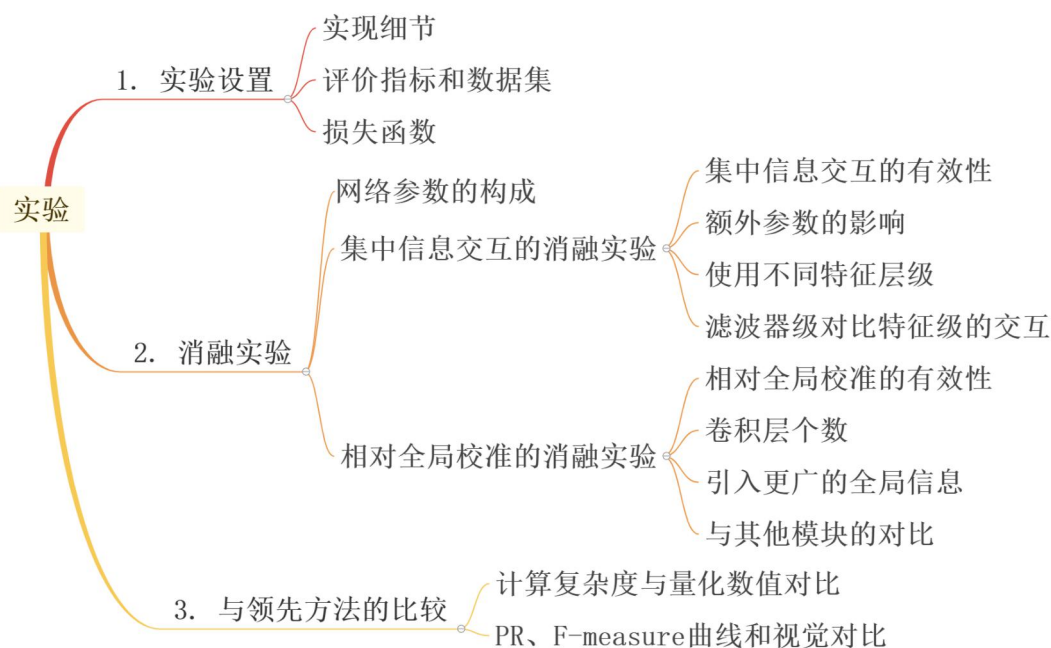 实验
1. 实验设置
实现细节
评价指标和数据集
损失函数
2. 消融实验
网络参数的构成
集中信息交互的消融实验
集中信息交互的有效性
额外参数的影响
使用不同特征层级
滤波器级对比特征级的交互
相对全局校准的消融实验
相对全局校准的有效性
卷积层个数
引入更广的全局信息
与其他模块的对比
3. 与领先方法的比较
计算复杂度与量化数值对比
PR、F-measure曲线和视觉对比